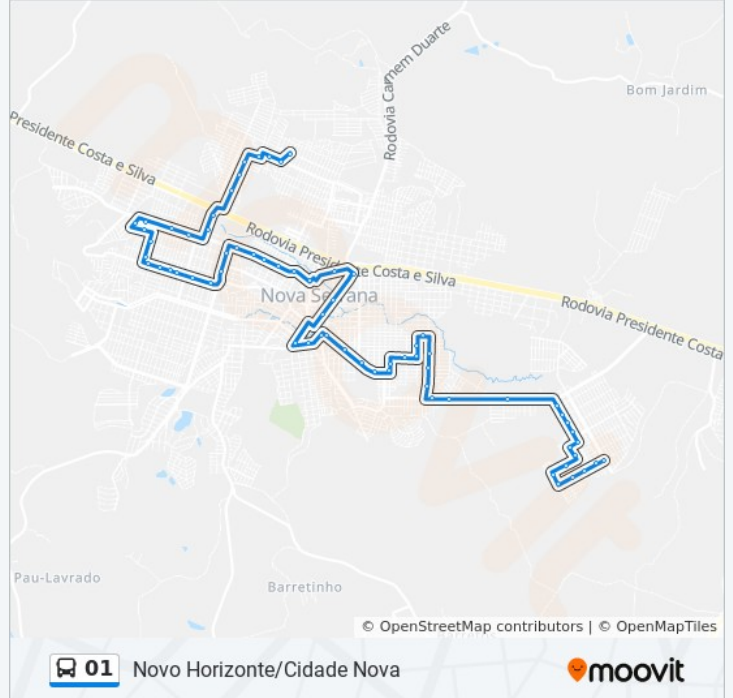 Rodovia Carmem Duarte
Bom Jardim
Presidente Costa e Silva
Rodovia Presidente Costa e Silva
Nova Serrana
Rodovia Presidente Costa
Pau-Lavrado
Barretinho
© OpenStreetMap contributors | © OpenMapTiles
01 Novo Horizonte/Cidade Nova
moovit